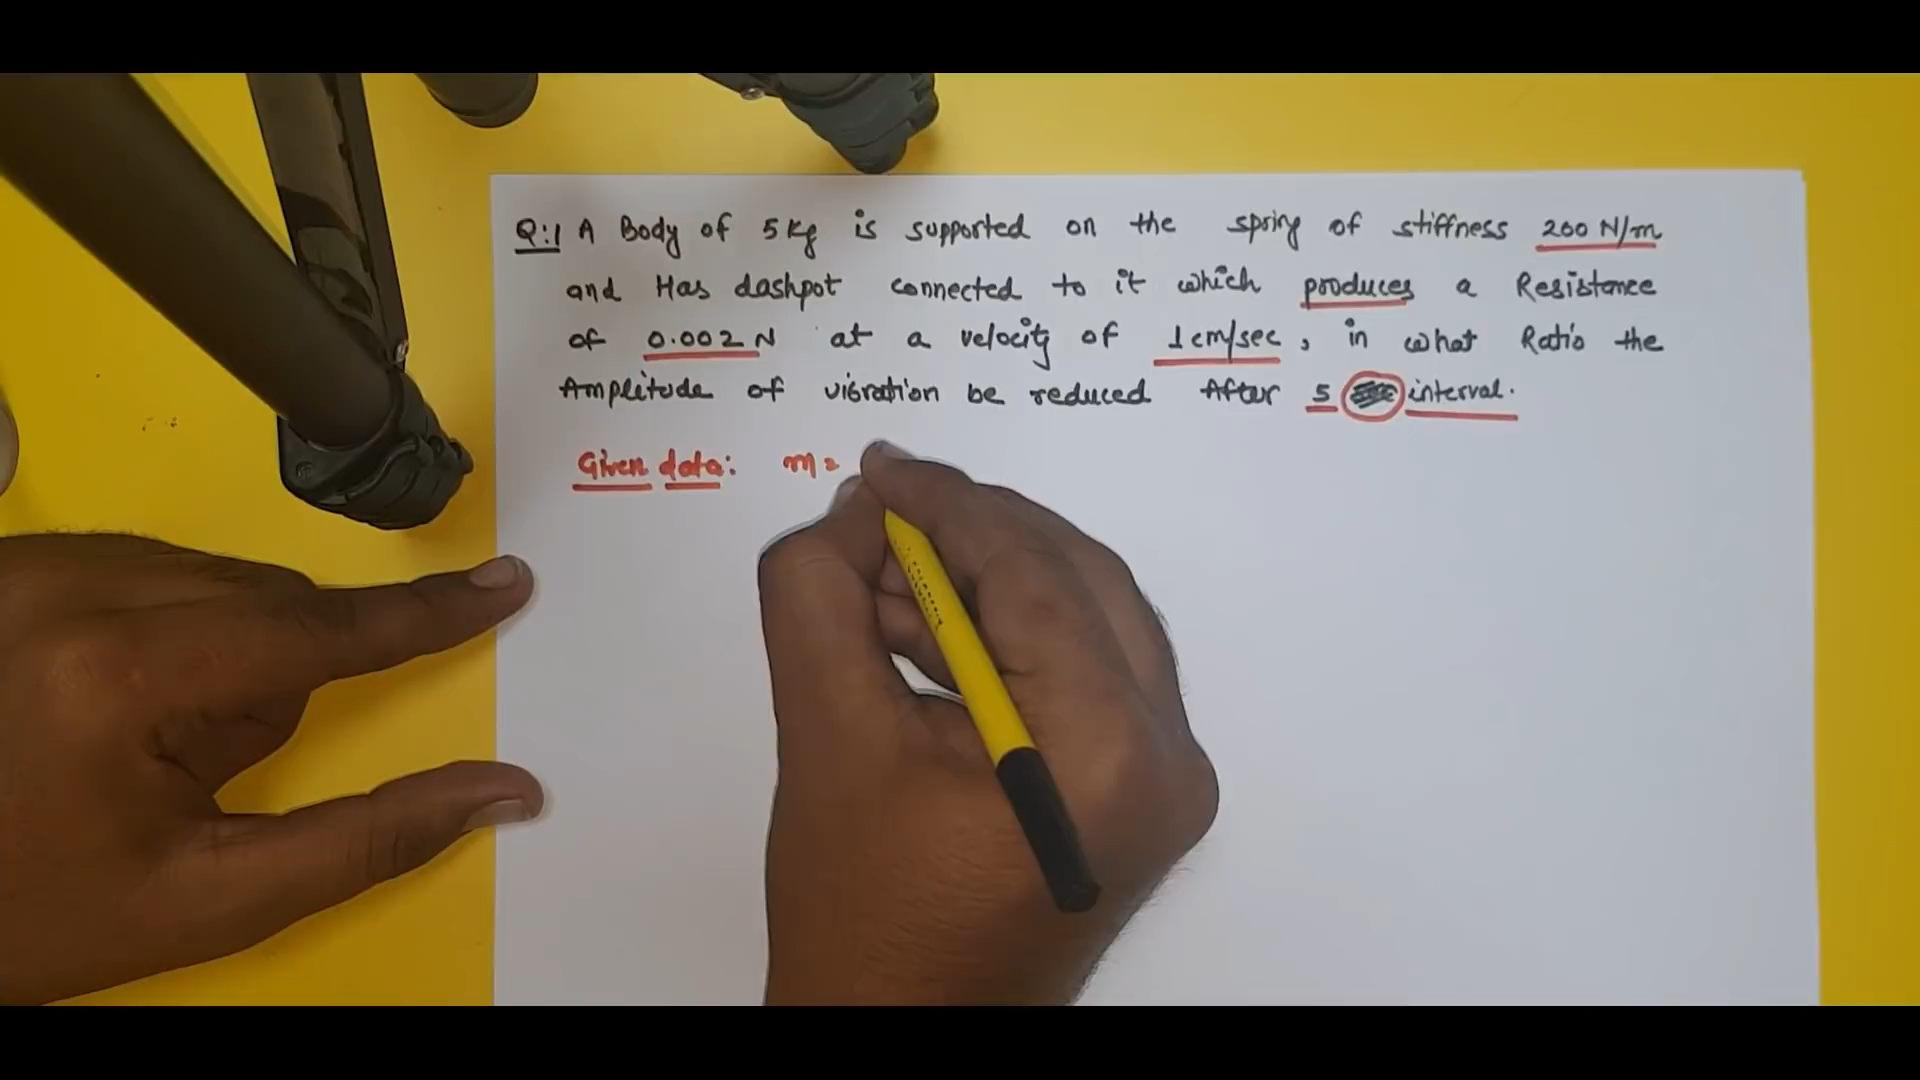 Q:1 A Body of 5 Kg is supported on the spring of stiffness 200 N/m
and Has dashpot connected to it which produces a Resistance
of 0.002 N at a velocity of 1 cm/sec, in what Ratio the
Amplitude of vibration be reduced After 5 interval.
Given data: m =